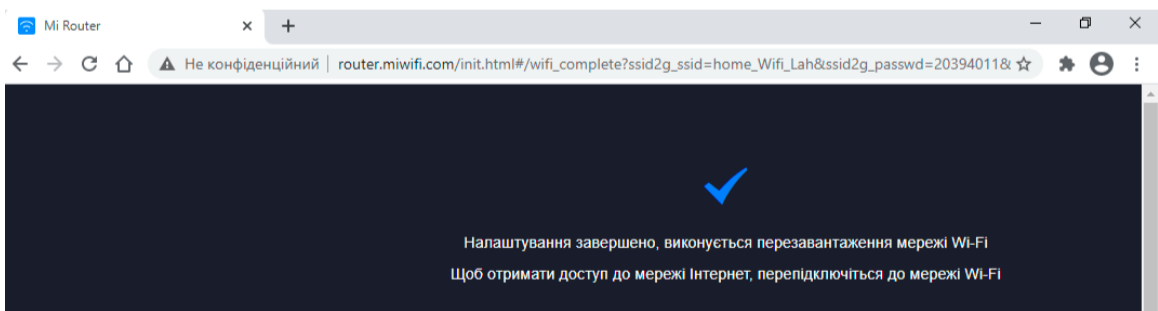 Mi Router
Не конфіденційний | router.miwifi.com/init.html#/wifi_complete?ssid2g_ssid=home_Wifi_Lah&ssid2g_passwd=20394011&
Налаштування завершено, виконується перезавантаження мережі Wi-Fi
Щоб отримати доступ до мережі Інтернет, перепідключіться до мережі Wi-Fi